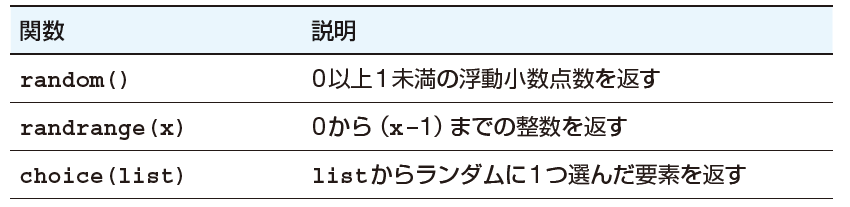 関数 説明
random() 0以上1未満の浮動小数点数を返す
randrange(x) 0から（x-1）までの整数を返す
choice(list) listからランダムに1つ選んだ要素を返す